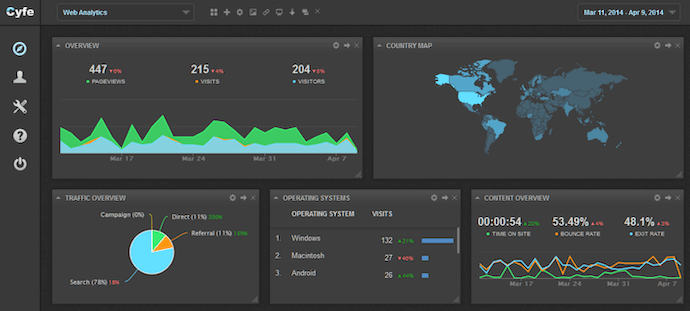 Cyfe
Web Analytics
Mar 11, 2014 - Apr 9, 2014
OVERVIEW
447 ▾0% 215 ▾4% 204 ▾8%
PAGEVIEWS VISITS VISITORS
Mar 17 Mar 24 Mar 31 Apr 7
COUNTRY MAP
TRAFFIC OVERVIEW
Campaign (0%)
Direct (11%)
Referral (11%)
Search (78%) 18%
OPERATING SYSTEMS
OPERATING SYSTEM VISITS
1. Windows 132 ▴21%
2. Macintosh 27 ▾40%
3. Android 26 ▴44%
CONTENT OVERVIEW
00:00:54 ▴20% 53.49% ▴4% 48.1% ▴3%
TIME ON SITE BOUNCE RATE EXIT RATE
Mar 17 Mar 24 Mar 31 Apr 7